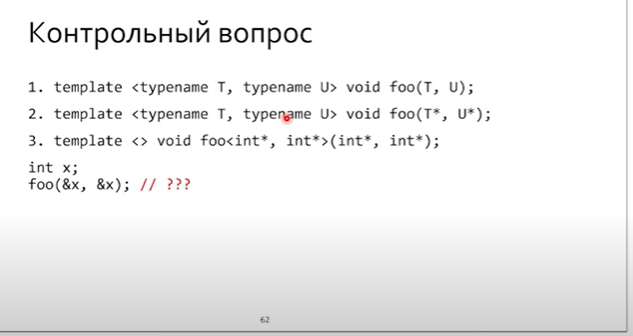 Контрольный вопрос
1. template <typename T, typename U> void foo(T, U);
2. template <typename T, typename U> void foo(T*, U*);
3. template <> void foo<int*, int*>(int*, int*);
int x;
foo(&x, &x); // ???
62